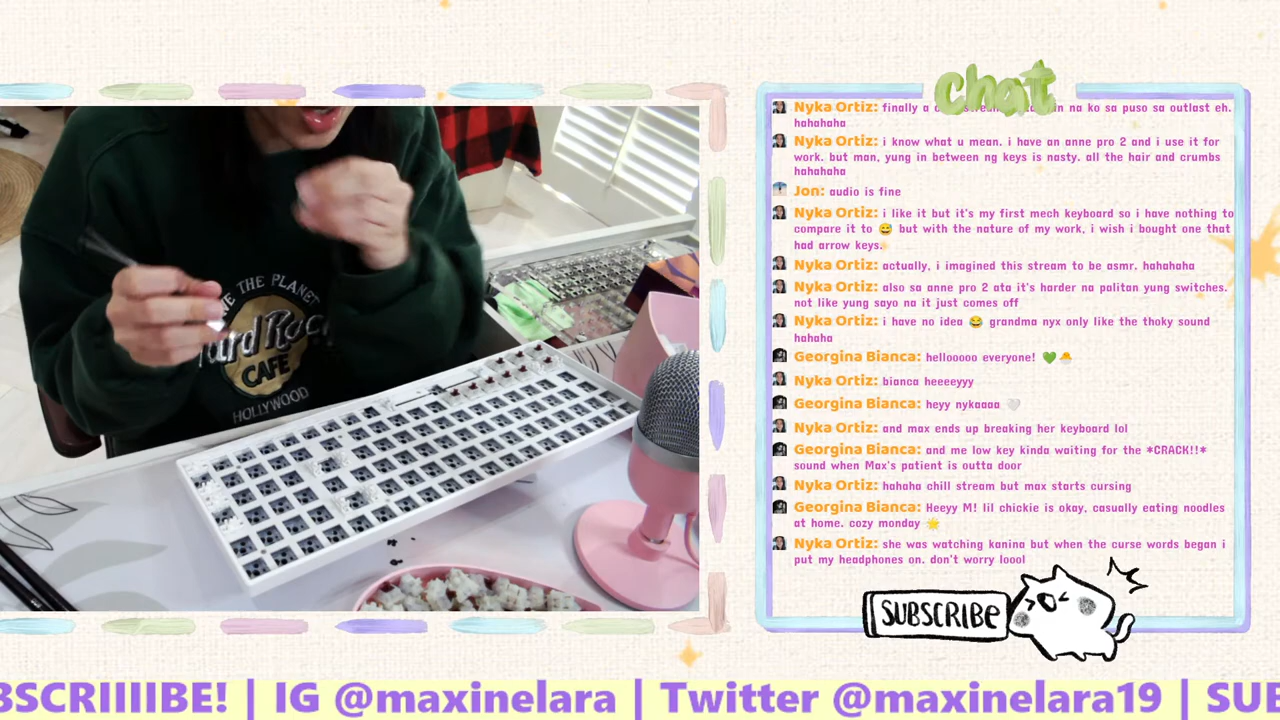 chat
Nyka Ortiz: finally a in na ko sa puso sa outlast eh.
hahahaha
Nyka Ortiz: i know what u mean. i have an anne pro 2 and i use it for
work. but man, yung in between ng keys is nasty. all the hair and crumbs
hahahaha
Jon: audio is fine
Nyka Ortiz: i like it but it's my first mech keyboard so i have nothing to
compare it to 😅 but with the nature of my work, i wish i bought one that
had arrow keys.
Nyka Ortiz: actually, i imagined this stream to be asmr. hahahaha
Nyka Ortiz: also sa anne pro 2 ata it's harder na palitan yung switches.
not like yung sayo na it just comes off
Nyka Ortiz: i have no idea 😂 grandma nyx only like the thoky sound
hahaha
Georgina Bianca: hellooooo everyone! 💚🐣
Nyka Ortiz: bianca heeeeyyy
Georgina Bianca: heyy nykaaaa 🤍
Nyka Ortiz: and max ends up breaking her keyboard lol
Georgina Bianca: and me low key kinda waiting for the *CRACK!!*
sound when Max's patient is outta door
Nyka Ortiz: hahaha chill stream but max starts cursing
Georgina Bianca: Heeyy M! lil chickie is okay, casually eating noodles
at home. cozy monday 🌟
Nyka Ortiz: she was watching kanina but when the curse words began i
put my headphones on. don't worry loool
SUBSCRIBE
VE THE PLANET
Hard Rock
CAFE
HOLLYWOOD
BSCRIIIIBE! | IG @maxinelara | Twitter @maxinelara19 | SUB